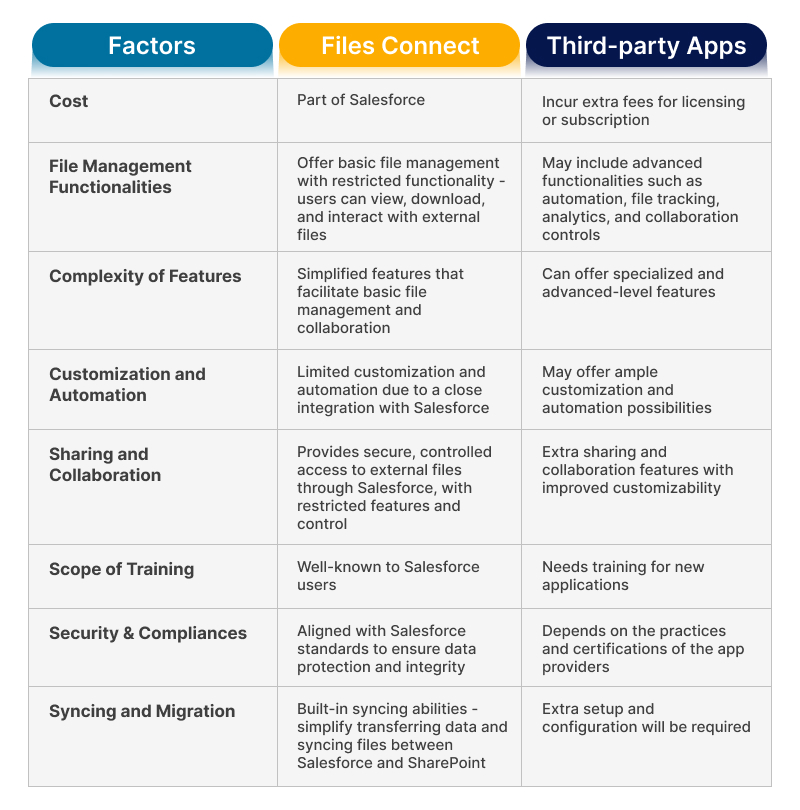 Factors
Files Connect
Third-party Apps
Cost
Part of Salesforce
Incur extra fees for licensing
or subscription
File Management
Functionalities
Offer basic file management
with restricted functionality -
users can view, download,
and interact with external
files
May include advanced
functionalities such as
automation, file tracking,
analytics, and collaboration
controls
Complexity of Features
Simplified features that
facilitate basic file
management and
collaboration
Can offer specialized and
advanced-level features
Customization and
Automation
Limited customization and
automation due to a close
integration with Salesforce
May offer ample
customization and
automation possibilities
Sharing and
Collaboration
Provides secure, controlled
access to external files
through Salesforce, with
restricted features and
control
Extra sharing and
collaboration features with
improved customizability
Scope of Training
Well-known to Salesforce
users
Needs training for new
applications
Security & Compliances
Aligned with Salesforce
standards to ensure data
protection and integrity
Depends on the practices
and certifications of the app
providers
Syncing and Migration
Built-in syncing abilities -
simplify transferring data and
syncing files between
Salesforce and SharePoint
Extra setup and
configuration will be required